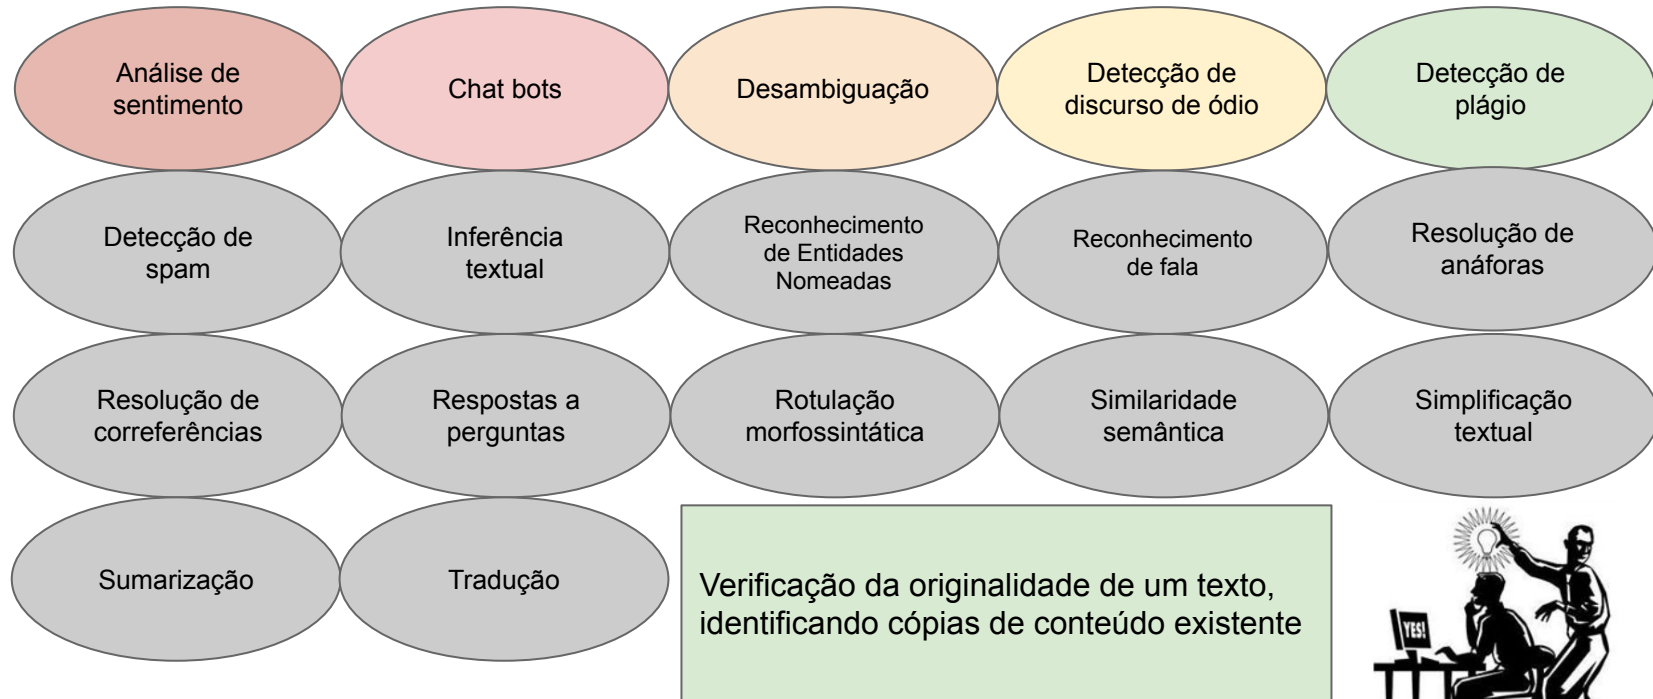 Análise de
sentimento
Chat bots
Desambiguação
Detecção de
discurso de ódio
Detecção de
plágio
Detecção de
spam
Inferência
textual
Reconhecimento
de Entidades
Nomeadas
Reconhecimento
de fala
Resolução de
anáforas
Resolução de
correferências
Respostas a
perguntas
Rotulação
morfossintática
Similaridade
semântica
Simplificação
textual
Sumarização
Tradução
Verificação da originalidade de um texto,
identificando cópias de conteúdo existente
YES!